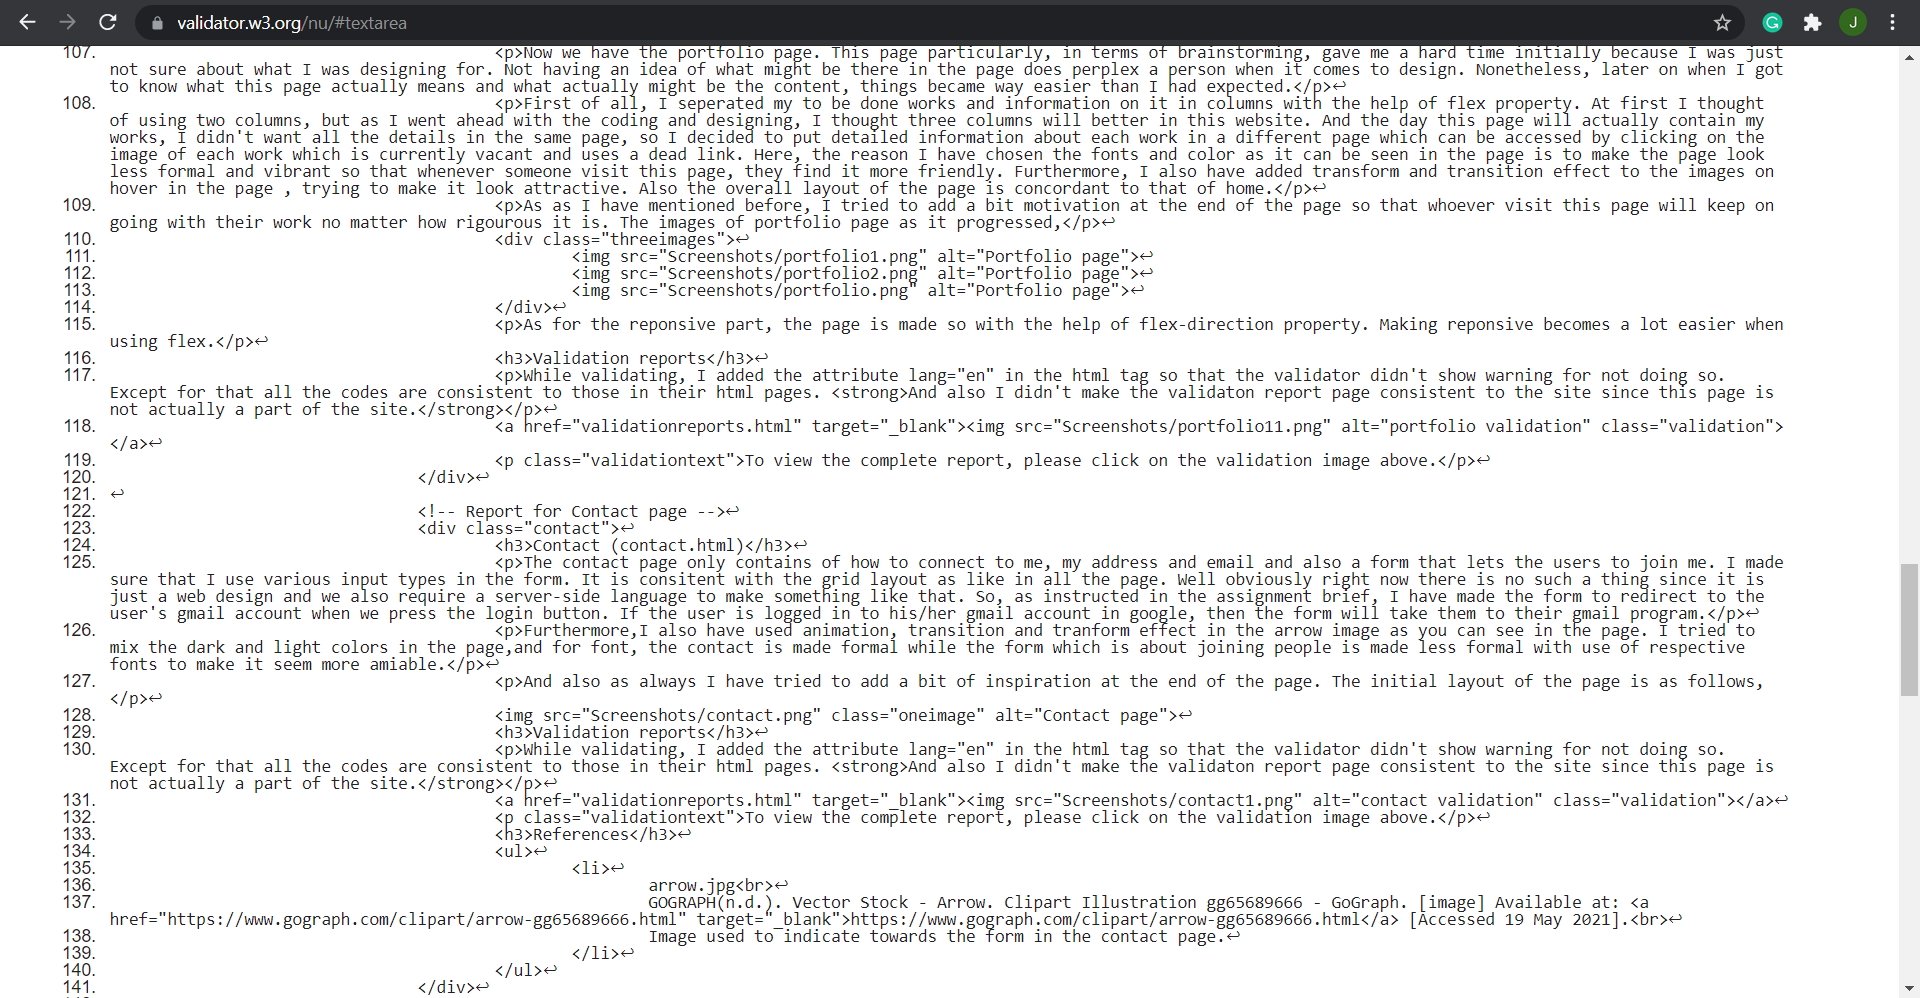 validator.w3.org/nu/#textarea
G
J
107. <p>Now we have the portfolio page. This page particularly, in terms of brainstorming, gave me a hard time initially because I was just
not sure about what I was designing for. Not having an idea of what might be there in the page does perplex a person when it comes to design. Nonetheless, later on when I got
to know what this page actually means and what actually might be the content, things became way easier than I had expected.</p>↩
108. <p>First of all, I seperated my to be done works and information on it in columns with the help of flex property. At first I thought
of using two columns, but as I went ahead with the coding and designing, I thought three columns will better in this website. And the day this page will actually contain my
works, I didn't want all the details in the same page, so I decided to put detailed information about each work in a different page which can be accessed by clicking on the
image of each work which is currently vacant and uses a dead link. Here, the reason I have chosen the fonts and color as it can be seen in the page is to make the page look
less formal and vibrant so that whenever someone visit this page, they find it more friendly. Furthermore, I also have added transform and transition effect to the images on
hover in the page , trying to make it look attractive. Also the overall layout of the page is concordant to that of home.</p>↩
109. <p>As as I have mentioned before, I tried to add a bit motivation at the end of the page so that whoever visit this page will keep on
going with their work no matter how rigourous it is. The images of portfolio page as it progressed,</p>↩
110. <div class="threeimages">↩
111. <img src="Screenshots/portfolio1.png" alt="Portfolio page">↩
112. <img src="Screenshots/portfolio2.png" alt="Portfolio page">↩
113. <img src="Screenshots/portfolio.png" alt="Portfolio page">↩
114. </div>↩
115. <p>As for the reponsive part, the page is made so with the help of flex-direction property. Making reponsive becomes a lot easier when
using flex.</p>↩
116. <h3>Validation reports</h3>↩
117. <p>While validating, I added the attribute lang="en" in the html tag so that the validator didn't show warning for not doing so.
Except for that all the codes are consistent to those in their html pages. <strong>And also I didn't make the validaton report page consistent to the site since this page is
not actually a part of the site.</strong></p>↩
118. <a href="validationreports.html" target="_blank"><img src="Screenshots/portfolio11.png" alt="portfolio validation" class="validation">
</a>↩
119. <p class="validationtext">To view the complete report, please click on the validation image above.</p>↩
120. </div>↩
121. ↩
122. <!-- Report for Contact page -->↩
123. <div class="contact">↩
124. <h3>Contact (contact.html)</h3>↩
125. <p>The contact page only contains of how to connect to me, my address and email and also a form that lets the users to join me. I made
sure that I use various input types in the form. It is consitent with the grid layout as like in all the page. Well obviously right now there is no such a thing since it is
just a web design and we also require a server-side language to make something like that. So, as instructed in the assignment brief, I have made the form to redirect to the
user's gmail account when we press the login button. If the user is logged in to his/her gmail account in google, then the form will take them to their gmail program.</p>↩
126. <p>Furthermore,I also have used animation, transition and tranform effect in the arrow image as you can see in the page. I tried to
mix the dark and light colors in the page,and for font, the contact is made formal while the form which is about joining people is made less formal with use of respective
fonts to make it seem more amiable.</p>↩
127. <p>And also as always I have tried to add a bit of inspiration at the end of the page. The initial layout of the page is as follows,
</p>↩
128. <img src="Screenshots/contact.png" class="oneimage" alt="Contact page">↩
129. <h3>Validation reports</h3>↩
130. <p>While validating, I added the attribute lang="en" in the html tag so that the validator didn't show warning for not doing so.
Except for that all the codes are consistent to those in their html pages. <strong>And also I didn't make the validaton report page consistent to the site since this page is
not actually a part of the site.</strong></p>↩
131. <a href="validationreports.html" target="_blank"><img src="Screenshots/contact1.png" alt="contact validation" class="validation"></a>↩
132. <p class="validationtext">To view the complete report, please click on the validation image above.</p>↩
133. <h3>References</h3>↩
134. <ul>↩
135. <li>↩
136. arrow.jpg<br>↩
137. GOGRAPH(n.d.). Vector Stock - Arrow. Clipart Illustration gg65689666 - GoGraph. [image] Available at: <a
href="https://www.gograph.com/clipart/arrow-gg65689666.html" target="_blank">https://www.gograph.com/clipart/arrow-gg65689666.html</a> [Accessed 19 May 2021].<br>↩
138. Image used to indicate towards the form in the contact page.↩
139. </li>↩
140. </ul>↩
141. </div>↩